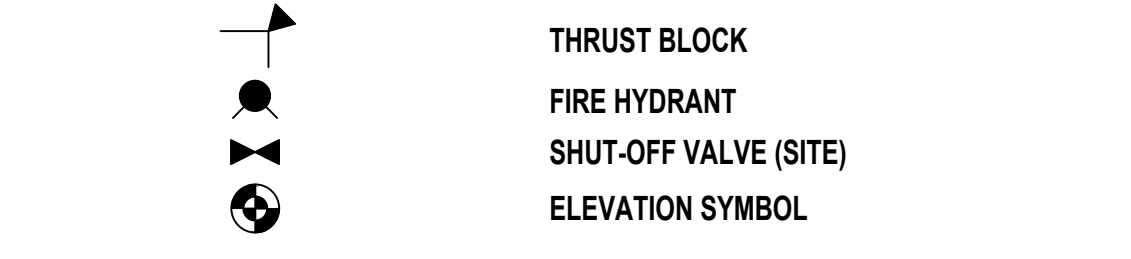 THRUST BLOCK
FIRE HYDRANT
SHUT-OFF VALVE (SITE)
ELEVATION SYMBOL